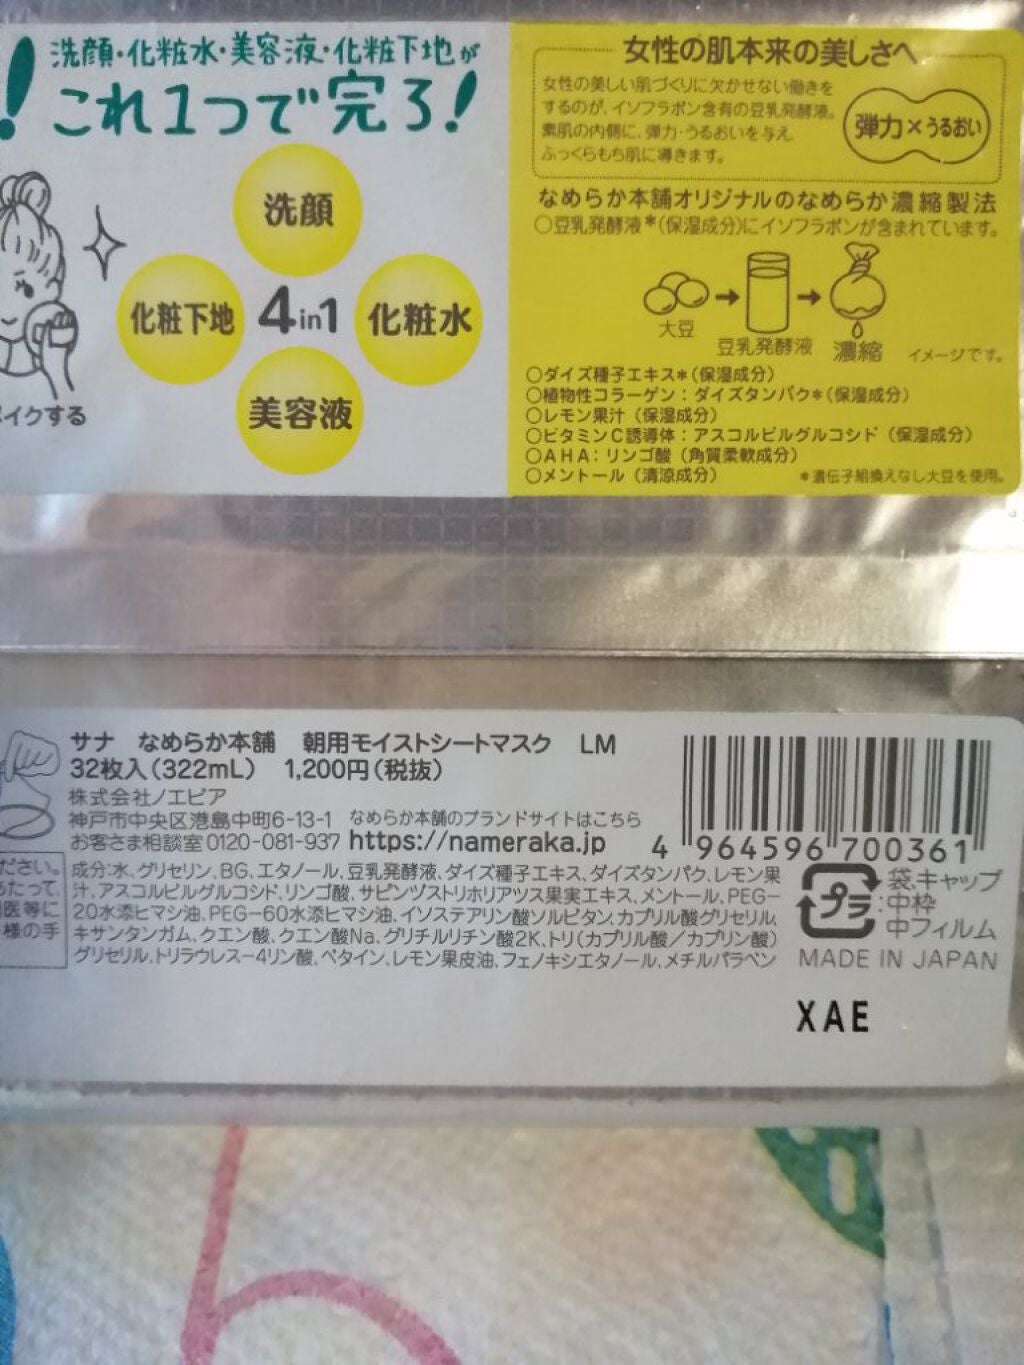 ！
洗顔・化粧水・美容液・化粧下地が
これ1つで完了！
洗顔
化粧下地
4in1
化粧水
美容液
イクする
女性の肌本来の美しさへ
女性の美しい肌づくりに欠かせない働きを
するのが、イソフラボン含有の豆乳発酵液。
素肌の内側に、弾力・うるおいを与え
ふっくらもち肌に導きます。
弾力×うるおい
なめらか本舗オリジナルのなめらか濃縮製法
○豆乳発酵液*(保湿成分)にイソフラボンが含まれています。
大豆
豆乳発酵液
濃縮
イメージです。
○ダイズ種子エキス*(保湿成分)
○植物性コラーゲン：ダイズタンパク*(保湿成分)
○レモン果汁(保湿成分)
○ビタミンC誘導体：アスコルビルグルコシド(保湿成分)
○AHA：リンゴ酸(角質柔軟成分)
○メントール(清涼成分)
*遺伝子組換えなし大豆を使用。
サナ なめらか本舗 朝用モイストシートマスク LM
32枚入(322mL) 1,200円(税抜)
株式会社ノエビア
神戸市中央区港島中町6-13-1
お客さま相談室0120-081-937
なめらか本舗のブランドサイトはこちら
https://nameraka.jp
4 964596 700361
ださい。
あたって、
医等に
様の手
成分:水、グリセリン、BG、エタノール、豆乳発酵液、ダイズ種子エキス、ダイズタンパク、レモン果
汁、アスコルビルグルコシド、リンゴ酸、サピンヅストリホリアツス果実エキス、メントール、PEG-
20水添ヒマシ油、PEG-60水添ヒマシ油、イソステアリン酸ソルビタン、カプリル酸グリセリル、
キサンタンガム、クエン酸、クエン酸Na、グリチルリチン酸2K、トリ(カプリル酸/カプリン酸)
グリセリル、トリラウレス-4リン酸、ベタイン、レモン果皮油、フェノキシエタノール、メチルパラベン
プラ
：袋、キャップ
中枠
中フィルム
MADE IN JAPAN
XAE